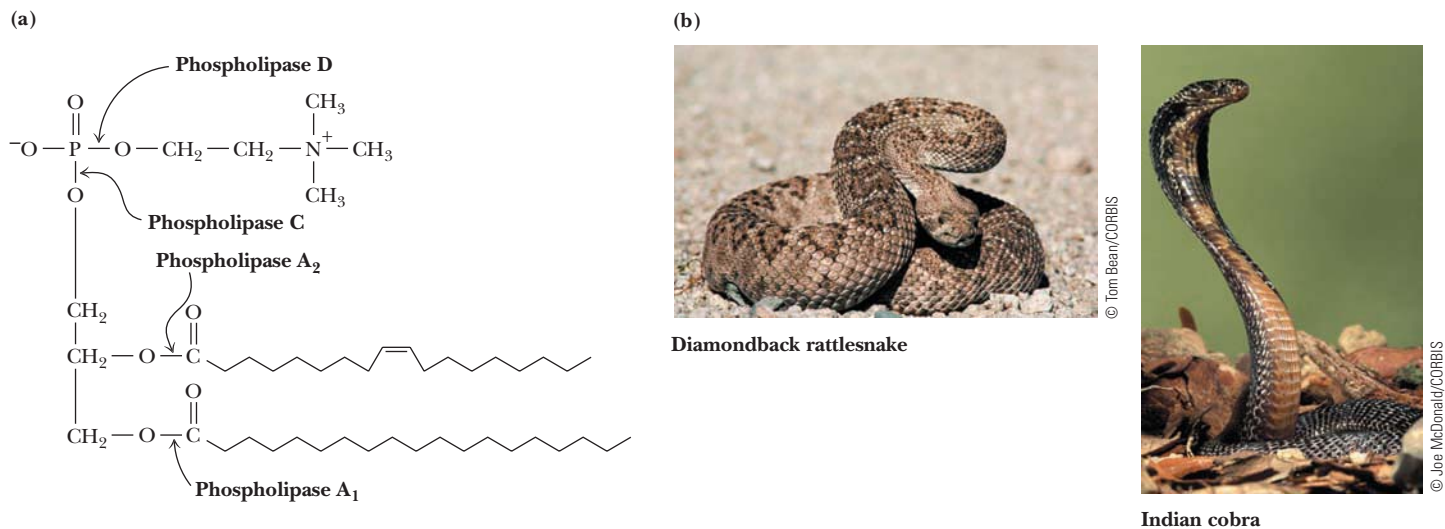 (a)
Phospholipase D
O
CH₃
⁻O — P — O — CH₂ — CH₂ — N⁺ — CH₃
O
CH₃
Phospholipase C
Phospholipase A₂
CH₂
O
CH₂ — O — C
O
CH₂ — O — C
Phospholipase A₁
(b)
Diamondback rattlesnake
© Tom Bean/CORBIS
Indian cobra
© Joe McDonald/CORBIS